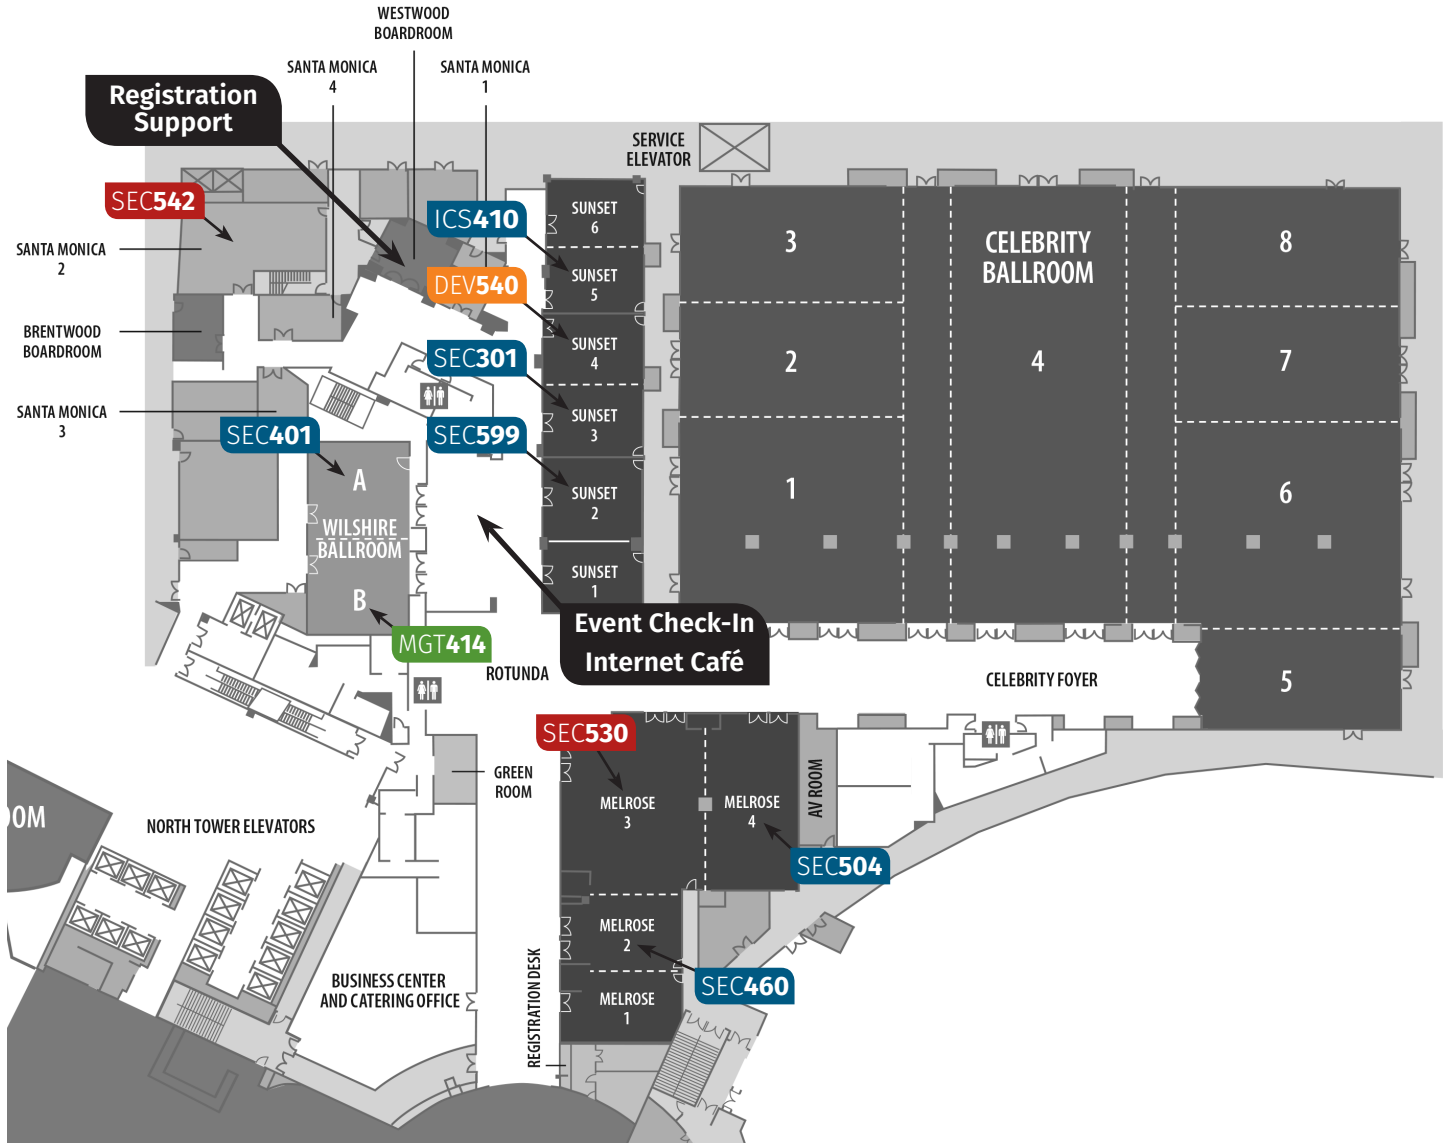 WESTWOOD
BOARDROOM
SANTA MONICA
4
SANTA MONICA
1
Registration
Support
SERVICE
ELEVATOR
SEC542
ICS410
SUNSET
6
3
CELEBRITY
BALLROOM
8
SANTA MONICA
2
DEV540
SUNSET
5
BRENTWOOD
BOARDROOM
SEC301
SUNSET
4
2
4
7
SANTA MONICA
3
SEC401
SEC599
SUNSET
3
A
SUNSET
2
1
6
WILSHIRE
BALLROOM
SUNSET
1
B
MGT414
Event Check-In
Internet Café
ROTUNDA
CELEBRITY FOYER
5
SEC530
GREEN
ROOM
AV ROOM
MELROSE
3
MELROSE
4
OOM
NORTH TOWER ELEVATORS
SEC504
MELROSE
2
BUSINESS CENTER
AND CATERING OFFICE
SEC460
REGISTRATION DESK
MELROSE
1